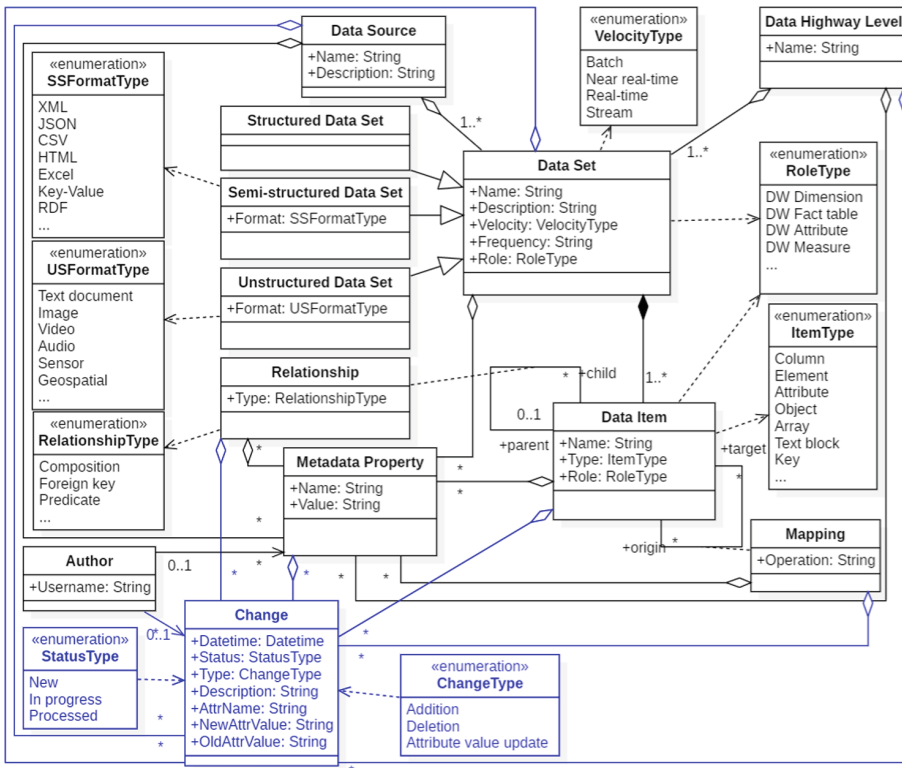 Data Source
+Name: String
+Description: String
«enumeration»
VelocityType
Batch
Near real-time
Real-time
Stream
Data Highway Level
+Name: String
«enumeration»
SSFormatType
XML
JSON
CSV
HTML
Excel
Key-Value
RDF
...
Structured Data Set
Semi-structured Data Set
+Format: SSFormatType
Unstructured Data Set
+Format: USFormatType
1..*
1..*
Data Set
+Name: String
+Description: String
+Velocity: VelocityType
+Frequency: String
+Role: RoleType
«enumeration»
RoleType
DW Dimension
DW Fact table
DW Attribute
DW Measure
...
«enumeration»
USFormatType
Text document
Image
Video
Audio
Sensor
Geospatial
...
«enumeration»
ItemType
Column
Element
Attribute
Object
Array
Text block
Key
...
Relationship
+Type: RelationshipType
* +child
1..*
0..1
+parent
Data Item
+Name: String
+Type: ItemType
+Role: RoleType
+target
*
+origin *
«enumeration»
RelationshipType
Composition
Foreign key
Predicate
...
*
Metadata Property
+Name: String
+Value: String
*
*
*
Mapping
+Operation: String
Author
+Username: String
0..1
*
*
*
*
*
0..1
*
Change
+Datetime: Datetime
+Status: StatusType
+Type: ChangeType
+Description: String
+AttrName: String
+NewAttrValue: String
+OldAttrValue: String
*
*
«enumeration»
StatusType
New
In progress
Processed
*
*
«enumeration»
ChangeType
Addition
Deletion
Attribute value update
*